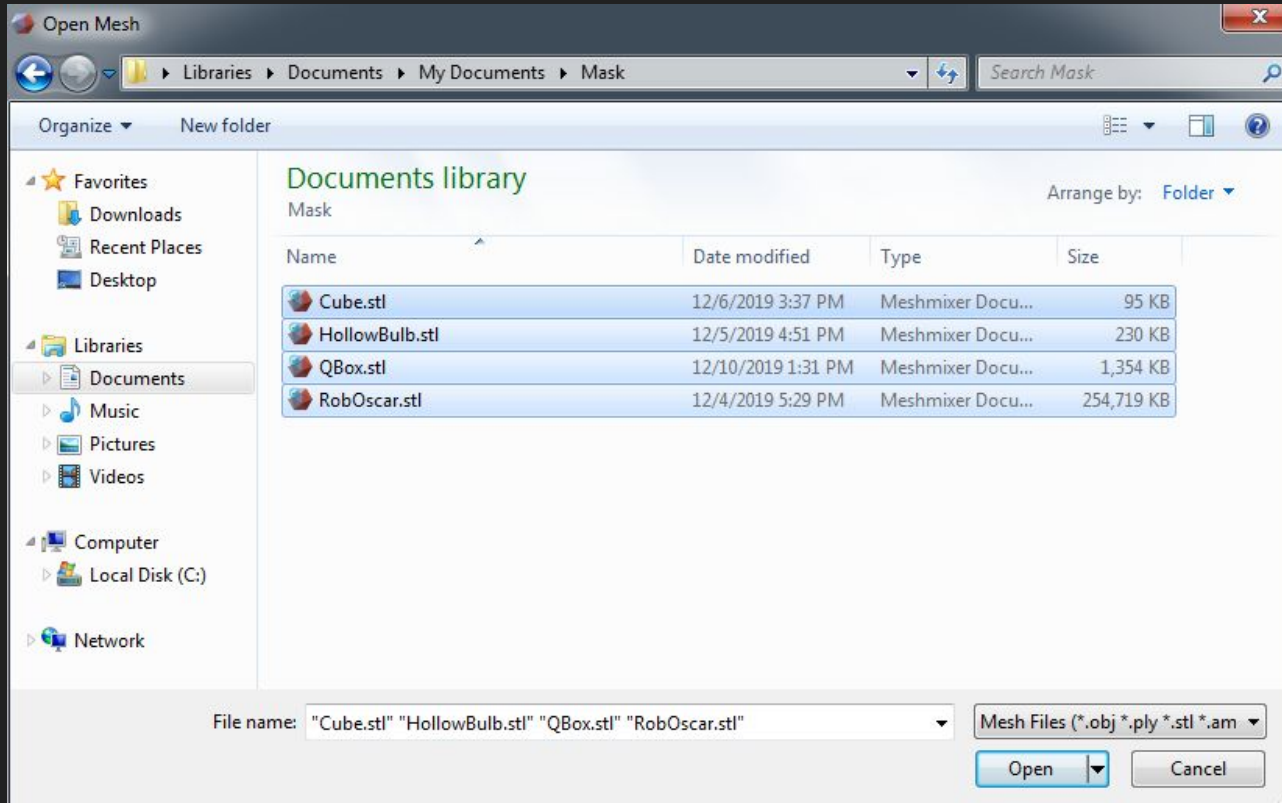 Open Mesh
Libraries Documents My Documents Mask
Search Mask
Organize New folder
Favorites
Downloads
Recent Places
Desktop
Libraries
Documents
Music
Pictures
Videos
Computer
Local Disk (C:)
Network
Documents library
Mask
Arrange by: Folder
Name Date modified Type Size
Cube.stl 12/6/2019 3:37 PM Meshmixer Docu... 95 KB
HollowBulb.stl 12/5/2019 4:51 PM Meshmixer Docu... 230 KB
QBox.stl 12/10/2019 1:31 PM Meshmixer Docu... 1,354 KB
RobOscar.stl 12/4/2019 5:29 PM Meshmixer Docu... 254,719 KB
File name: "Cube.stl" "HollowBulb.stl" "QBox.stl" "RobOscar.stl"
Mesh Files (*.obj *.ply *.stl *.am
Open Cancel